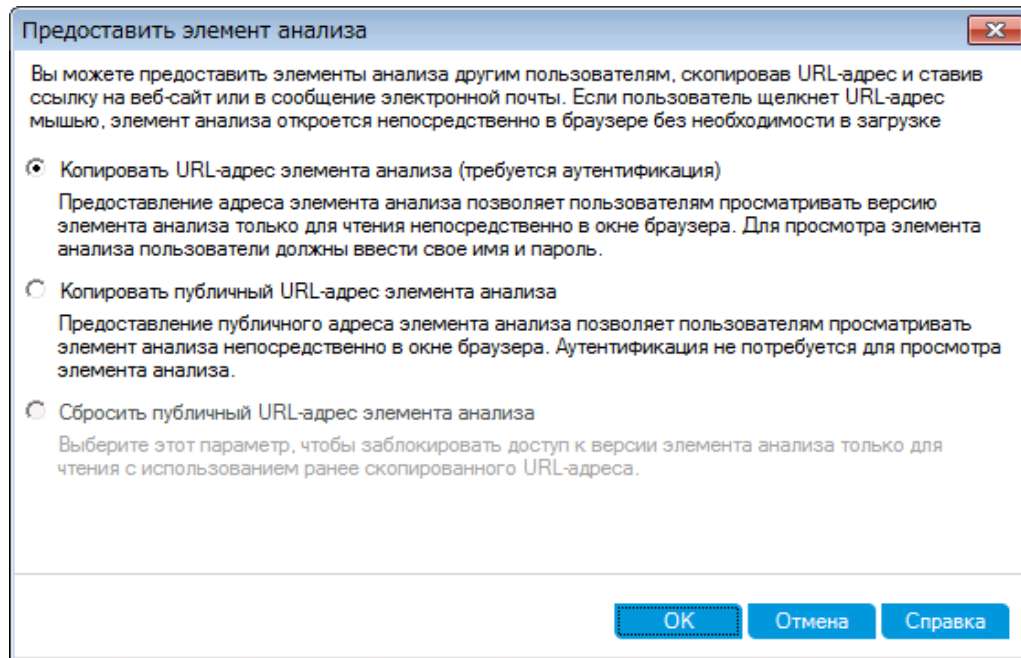 Предоставить элемент анализа
Вы можете предоставить элементы анализа другим пользователям, скопировав URL-адрес и ставив
ссылку на веб-сайт или в сообщение электронной почты. Если пользователь щелкнет URL-адрес
мышью, элемент анализа откроется непосредственно в браузере без необходимости в загрузке
Копировать URL-адрес элемента анализа (требуется аутентификация)
Предоставление адреса элемента анализа позволяет пользователям просматривать версию
элемента анализа только для чтения непосредственно в окне браузера. Для просмотра элемента
анализа пользователи должны ввести свое имя и пароль.
Копировать публичный URL-адрес элемента анализа
Предоставление публичного адреса элемента анализа позволяет пользователям просматривать
элемент анализа непосредственно в окне браузера. Аутентификация не потребуется для просмотра
элемента анализа.
Сбросить публичный URL-адрес элемента анализа
Выберите этот параметр, чтобы заблокировать доступ к версии элемента анализа только для
чтения с использованием ранее скопированного URL-адреса.
OK Отмена Справка